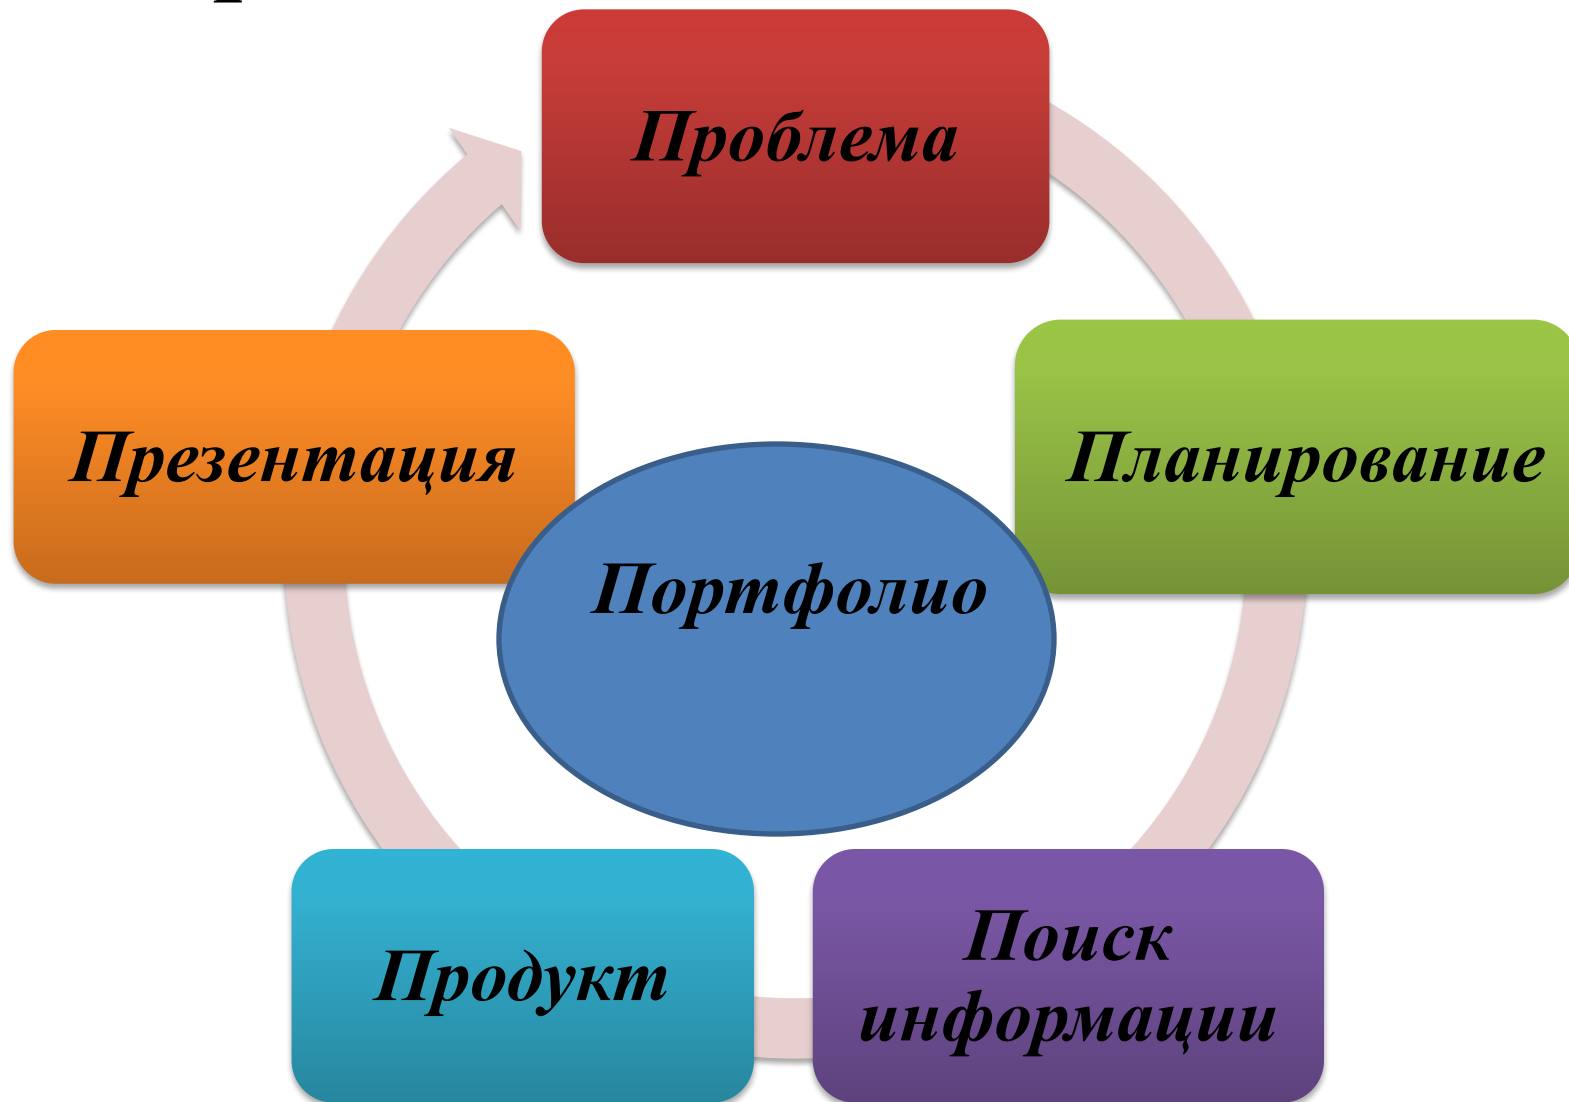 Проблема
Презентация
Планирование
Портфолио
Продукт
Поиск
информации